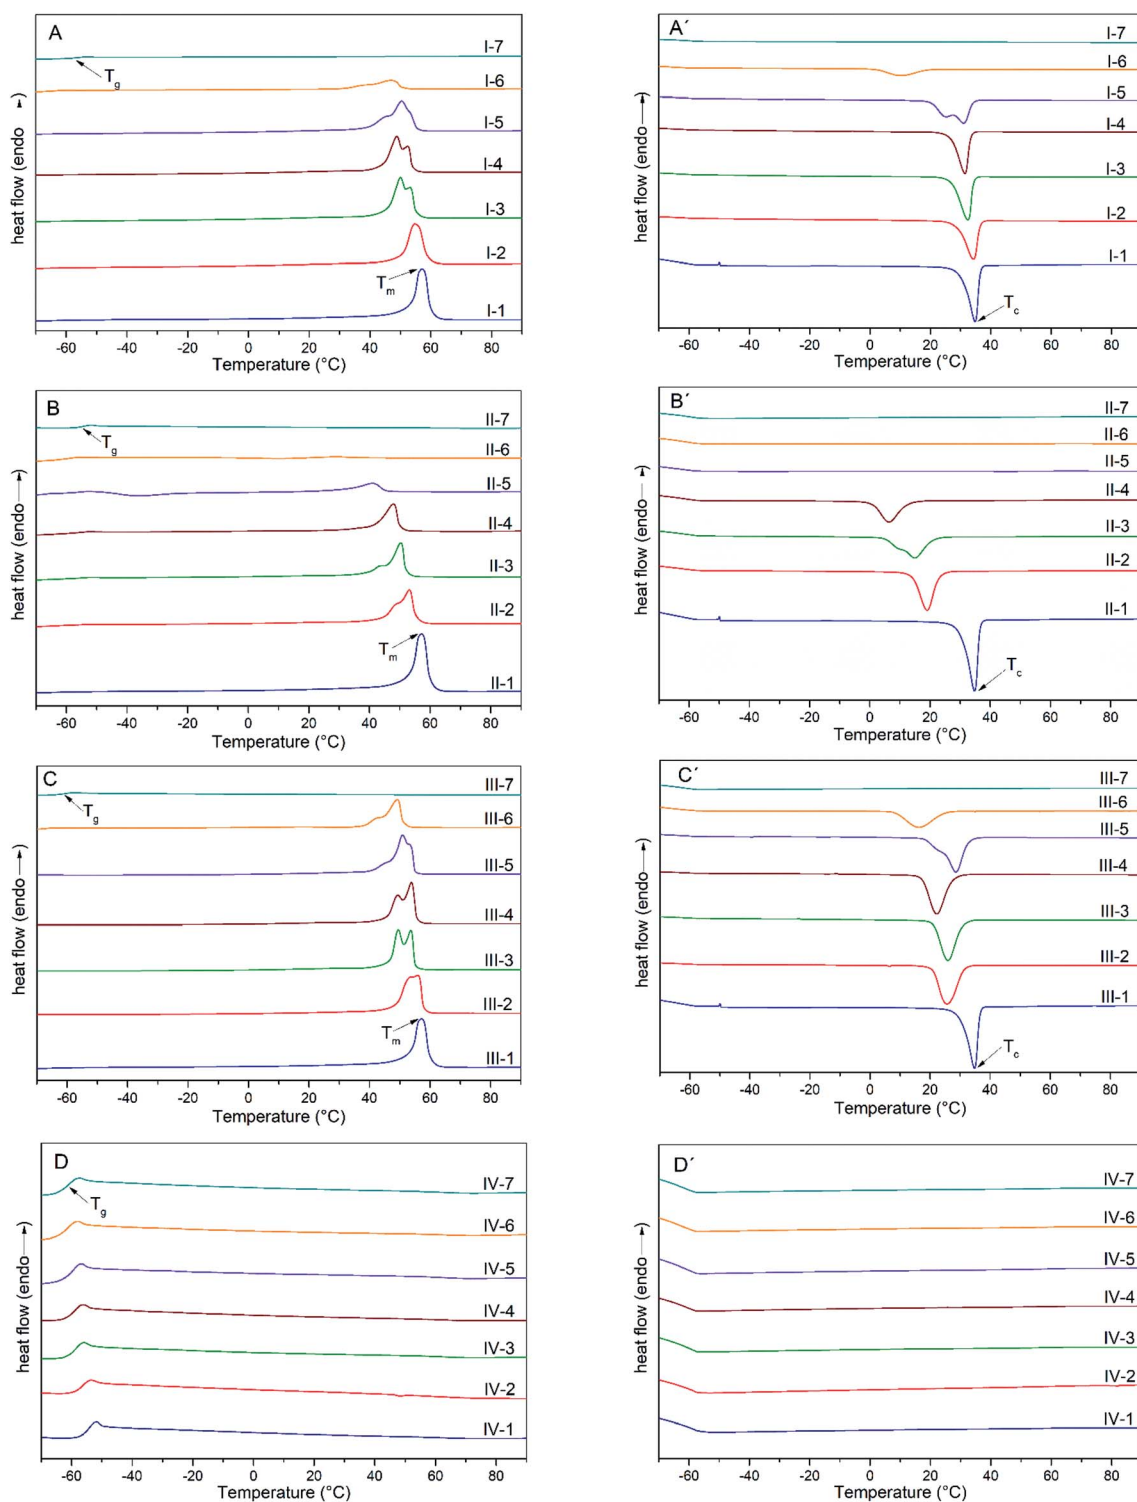 A
I-7
Tg
I-6
I-5
I-4
I-3
I-2
Tm
I-1
heat flow (endo
-60 -40 -20 0 20 40 60 80
Temperature (°C)
A´
I-7
I-6
I-5
I-4
I-3
I-2
I-1
Tc
heat flow (endo
-60 -40 -20 0 20 40 60 80
Temperature (°C)
B
II-7
Tg
II-6
II-5
II-4
II-3
II-2
Tm
II-1
heat flow (endo
-60 -40 -20 0 20 40 60 80
Temperature (°C)
B´
II-7
II-6
II-5
II-4
II-3
II-2
II-1
Tc
heat flow (endo
-60 -40 -20 0 20 40 60 80
Temperature (°C)
C
III-7
Tg
III-6
III-5
III-4
III-3
III-2
Tm
III-1
heat flow (endo
-60 -40 -20 0 20 40 60 80
Temperature (°C)
C´
III-7
III-6
III-5
III-4
III-3
III-2
III-1
Tc
heat flow (endo
-60 -40 -20 0 20 40 60 80
Temperature (°C)
D
IV-7
Tg
IV-6
IV-5
IV-4
IV-3
IV-2
IV-1
heat flow (endo
-60 -40 -20 0 20 40 60 80
Temperature (°C)
D´
IV-7
IV-6
IV-5
IV-4
IV-3
IV-2
IV-1
heat flow (endo
-60 -40 -20 0 20 40 60 80
Temperature (°C)